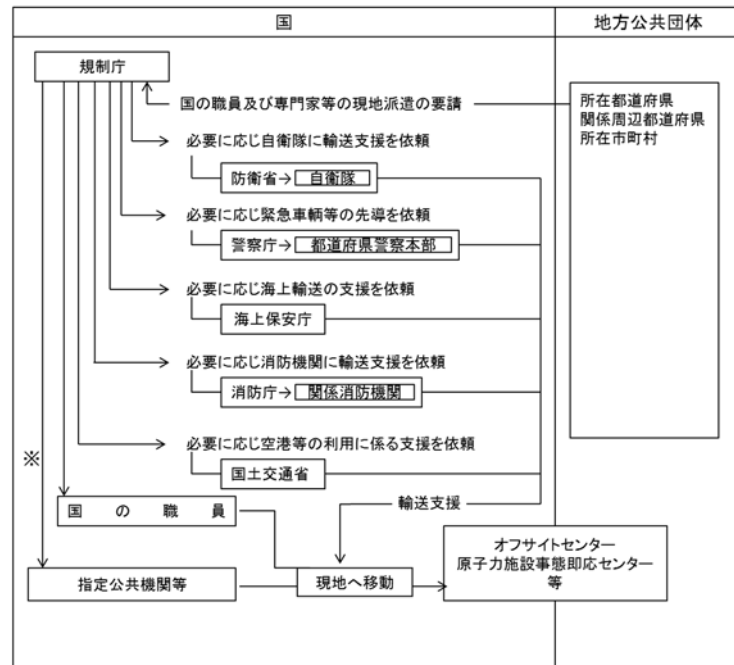 国
地方公共団体
規制庁
国の職員及び専門家等の現地派遣の要請
所在都道府県
関係周辺都道府県
所在市町村
必要に応じ自衛隊に輸送支援を依頼
防衛省→自衛隊
必要に応じ緊急車輌等の先導を依頼
警察庁→都道府県警察本部
必要に応じ海上輸送の支援を依頼
海上保安庁
必要に応じ消防機関に輸送支援を依頼
消防庁→関係消防機関
必要に応じ空港等の利用に係る支援を依頼
国土交通省
※
輸送支援
国の職員
オフサイトセンター
原子力施設事態即応センター
等
指定公共機関等
現地へ移動